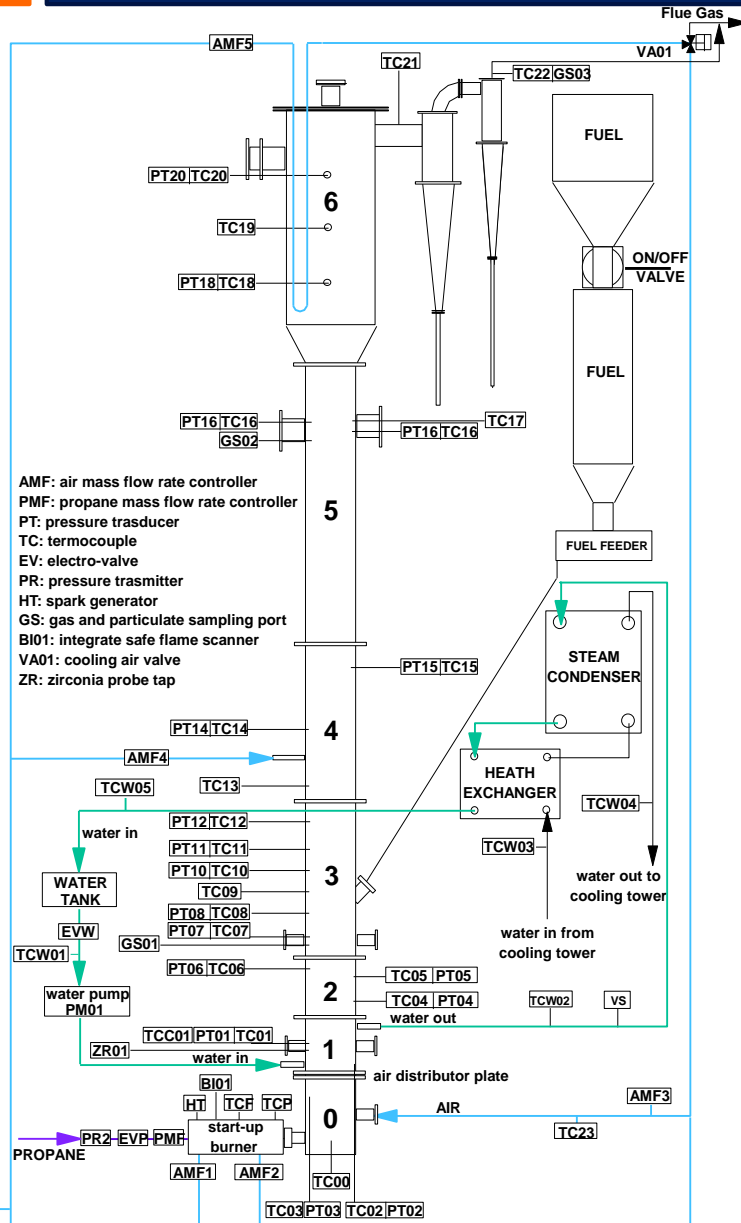 Flue Gas
AMF5
VA01
TC21
TC22 GS03
FUEL
PT20 TC20
6
TC19
ON/OFF
VALVE
PT18 TC18
FUEL
PT16 TC16
TC17
GS02
PT16 TC16
AMF: air mass flow rate controller
PMF: propane mass flow rate controller
PT: pressure trasducer
TC: termocouple
EV: electro-valve
PR: pressure trasmitter
HT: spark generator
GS: gas and particulate sampling port
BI01: integrate safe flame scanner
VA01: cooling air valve
ZR: zirconia probe tap
5
FUEL FEEDER
STEAM
CONDENSER
PT15 TC15
PT14 TC14
4
AMF4
TC13
HEATH
EXCHANGER
TCW05
TCW04
water in
PT12 TC12
TCW03
PT11 TC11
PT10 TC10
3
TC09
water out to
cooling tower
WATER
TANK
PT08 TC08
EVW
PT07 TC07
GS01
water in from
cooling tower
TCW01
PT06 TC06
TC05 PT05
2
water pump
PM01
TC04 PT04
TCW02
VS
water out
TCC01 PT01 TC01
ZR01
1
water in
air distributor plate
BI01
HT
TCF
TCP
0
AIR
AMF3
TC23
PROPANE
PR2
EVP
PMF
start-up
burner
AMF1
AMF2
TC00
TC03 PT03
TC02 PT02